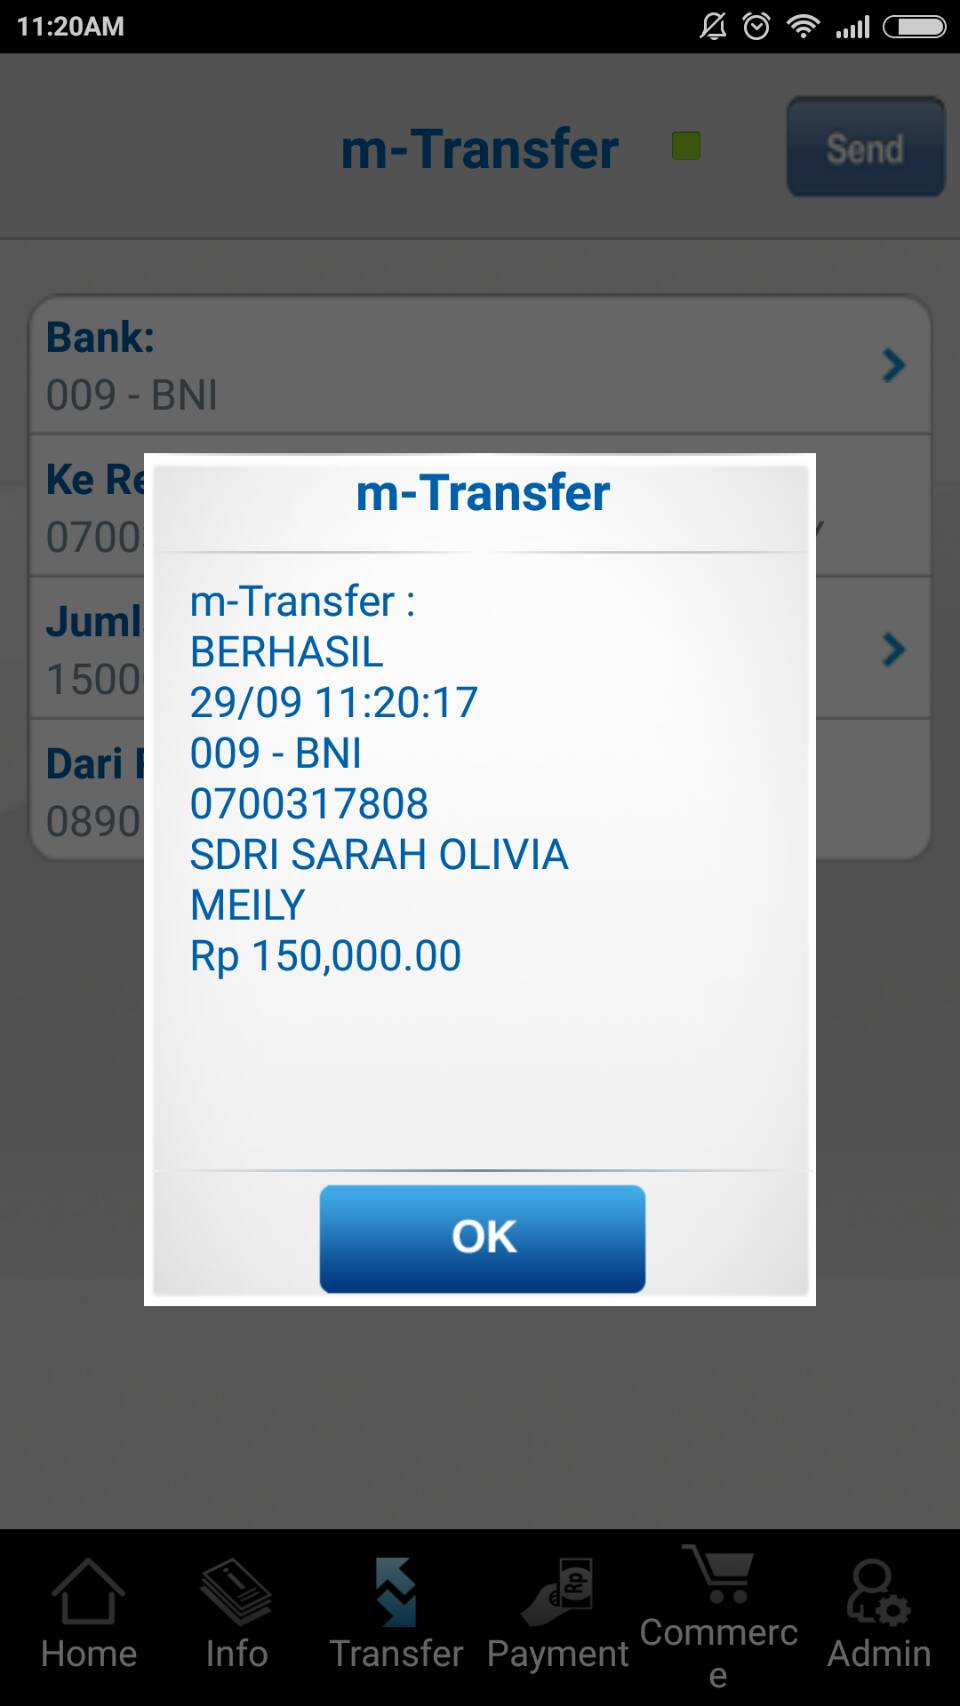 11:20AM
m-Transfer
Send
Bank:
009 - BNI
Ke Re
0700
Juml
1500
Dari
0890
m-Transfer
m-Transfer :
BERHASIL
29/09 11:20:17
009 - BNI
0700317808
SDRI SARAH OLIVIA
MEILY
Rp 150,000.00
OK
Rp
Home
Info
Transfer
Payment
Commerc
e
Admin